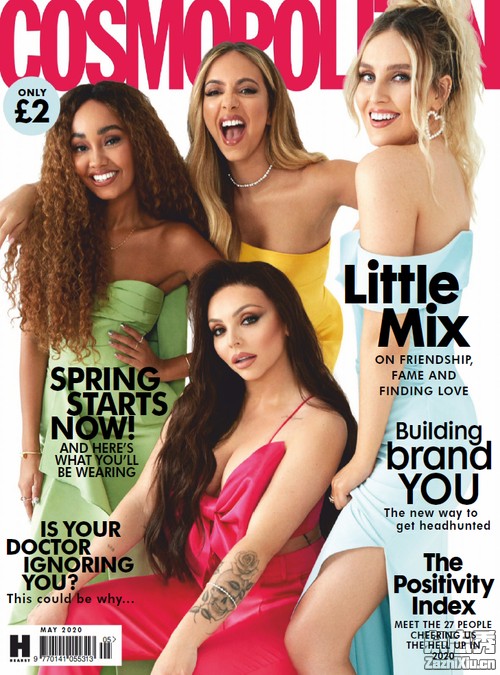 COSMOPOLITAN
ONLY
£2
Little
Mix
ON FRIENDSHIP,
FAME AND
FINDING LOVE
SPRING
STARTS
NOW!
AND HERE'S
WHAT YOU'LL
BE WEARING
Building
brand
YOU
The new way to
get headhunted
IS YOUR
DOCTOR
IGNORING
YOU?
This could be why...
The
Positivity
Index
MEET THE 27 PEOPLE
CHEERING US
THE HELL UP IN
2020
H
HEARST
MAY 2020
05>
9 770141 055313
05
ZaZhiXiu.cn